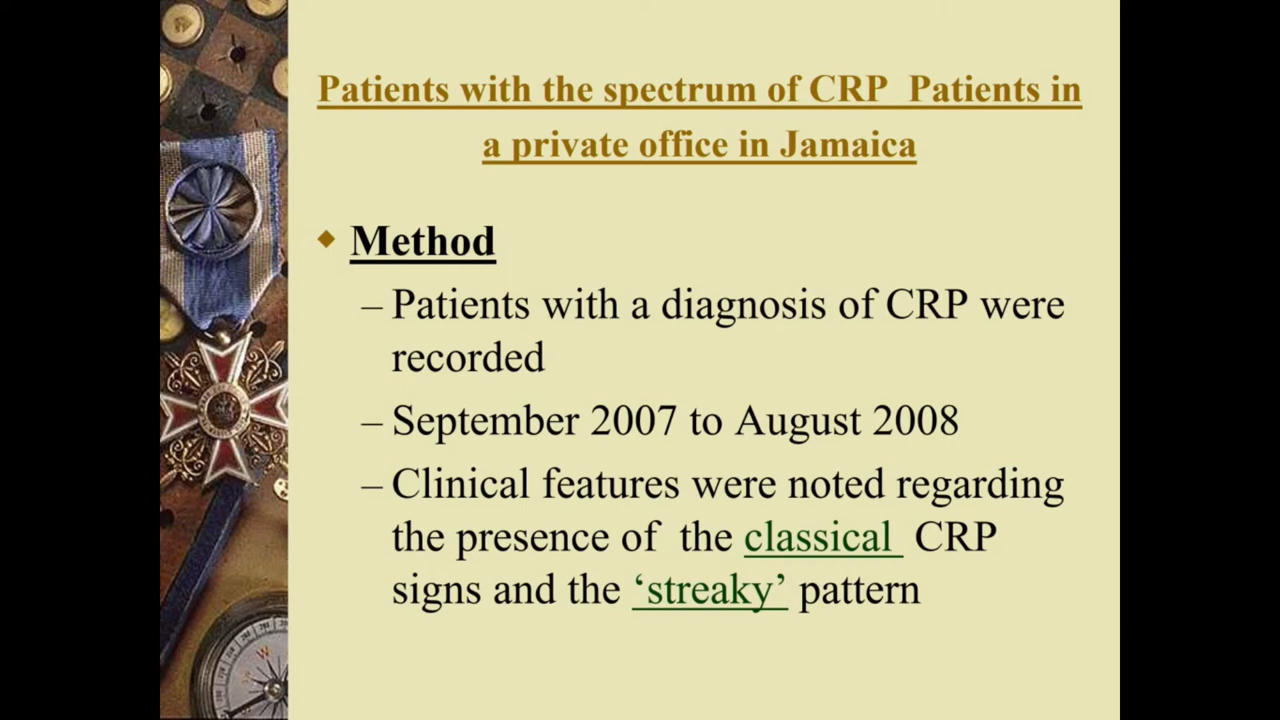 Patients with the spectrum of CRP  Patients in
a private office in Jamaica
Method
– Patients with a diagnosis of CRP were
recorded
– September 2007 to August 2008
– Clinical features were noted regarding
the presence of  the classical  CRP
signs and the ‘streaky’ pattern
W